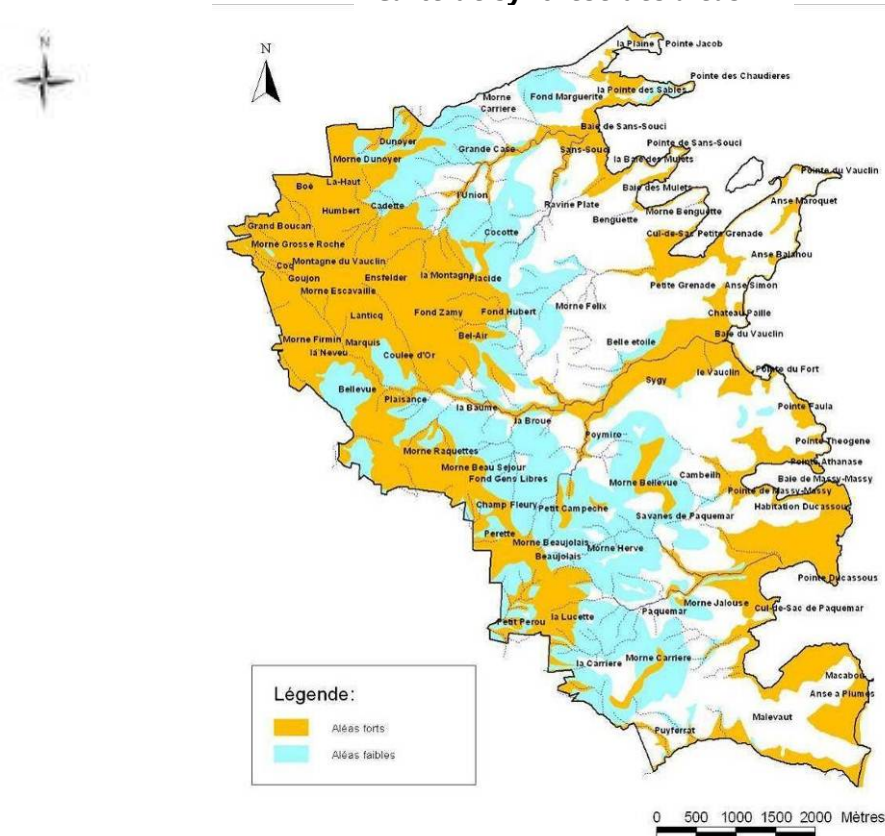 N
N
la Plaine
Pointe Jacob
Pointe des Chaudieres
Morne
Carriere
Fond Marguerite
la Pointe des Sables
Baie de Sans-Souci
Dunoyer
Grande Case
Sans-Souci
Pointe de Sans-Souci
Morne Dunoyer
la Baie des Mulets
Pointe du Vauclin
Boé
La-Haut
l'Union
Baie des Mulets
Anse Maroquet
Humbert
Cadette
Ravine Plate
Morne Benguette
Benguette
Grand Boucan
Cocotte
Cul-de-Sac Petite Grenade
Morne Grosse Roche
Anse Balahou
Coq
Montagne du Vauclin
Goujon
Ensfelder
la Montagne
Placide
Petite Grenade
Anse Simon
Morne Escavaille
Morne Felix
Lanticq
Fond Zamy
Fond Hubert
Chateau Paille
Bel-Air
Baie du Vauclin
Morne Firmin
Marquis
Belle etoile
la Neveu
Coulee d'Or
Pointe du Fort
le Vauclin
Sygy
Bellevue
Plaisance
la Baume
Pointe Faula
la Broue
Poymiro
Pointe Theogene
Morne Raquettes
Pointe Athanase
Morne Beau Sejour
Cambeilh
Baie de Massy-Massy
Fond Gens Libres
Morne Bellevue
Pointe de Massy-Massy
Champ Fleury
Petit Campeche
Habitation Ducassous
Savanes de Paquemar
Perette
Morne Beaujolais
Morne Herve
Beaujolais
Pointe Ducassous
Morne Jalouse
Paquemar
Cul-de-Sac de Paquemar
Petit Perou
la Lucette
la Carriere
Morne Carriere
Macabou
Anse a Plumes
Malevaut
Puyferrat
Légende:
Aléas forts
Aléas faibles
0 500 1000 1500 2000 Mètres